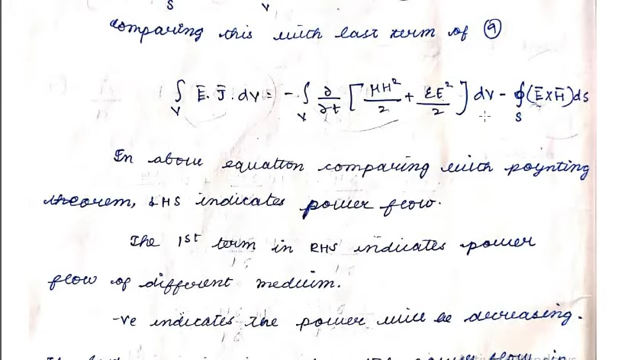 S V
Comparing this with last term of ⑨
∫V Ē.J̄.dv = - ∫V ∂/∂t [ μH²/2 + εE²/2 ] dv - ∮S (Ē×H̄) ds
In above equation comparing with poynting
theorem, LHS indicates power flow.
The 1st term in RHS indicates power
flow of different medium.
-ve indicates the power will be decreasing.